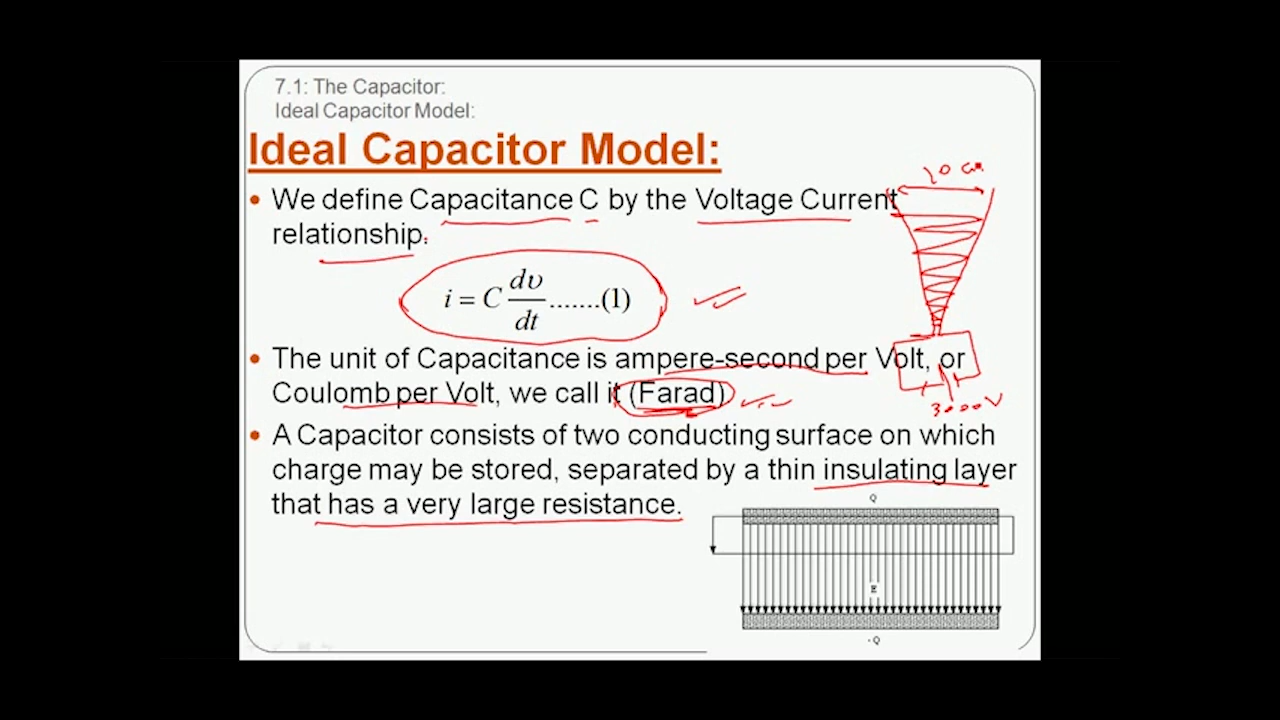 7.1: The Capacitor:
Ideal Capacitor Model:
Ideal Capacitor Model:
10 cm
• We define Capacitance C by the Voltage Current
relationship.
i = C dv/dt.......(1)
• The unit of Capacitance is ampere-second per Volt, or
Coulomb per Volt, we call it (Farad)
3000V
• A Capacitor consists of two conducting surface on which
charge may be stored, separated by a thin insulating layer
that has a very large resistance.
Q
E
- Q